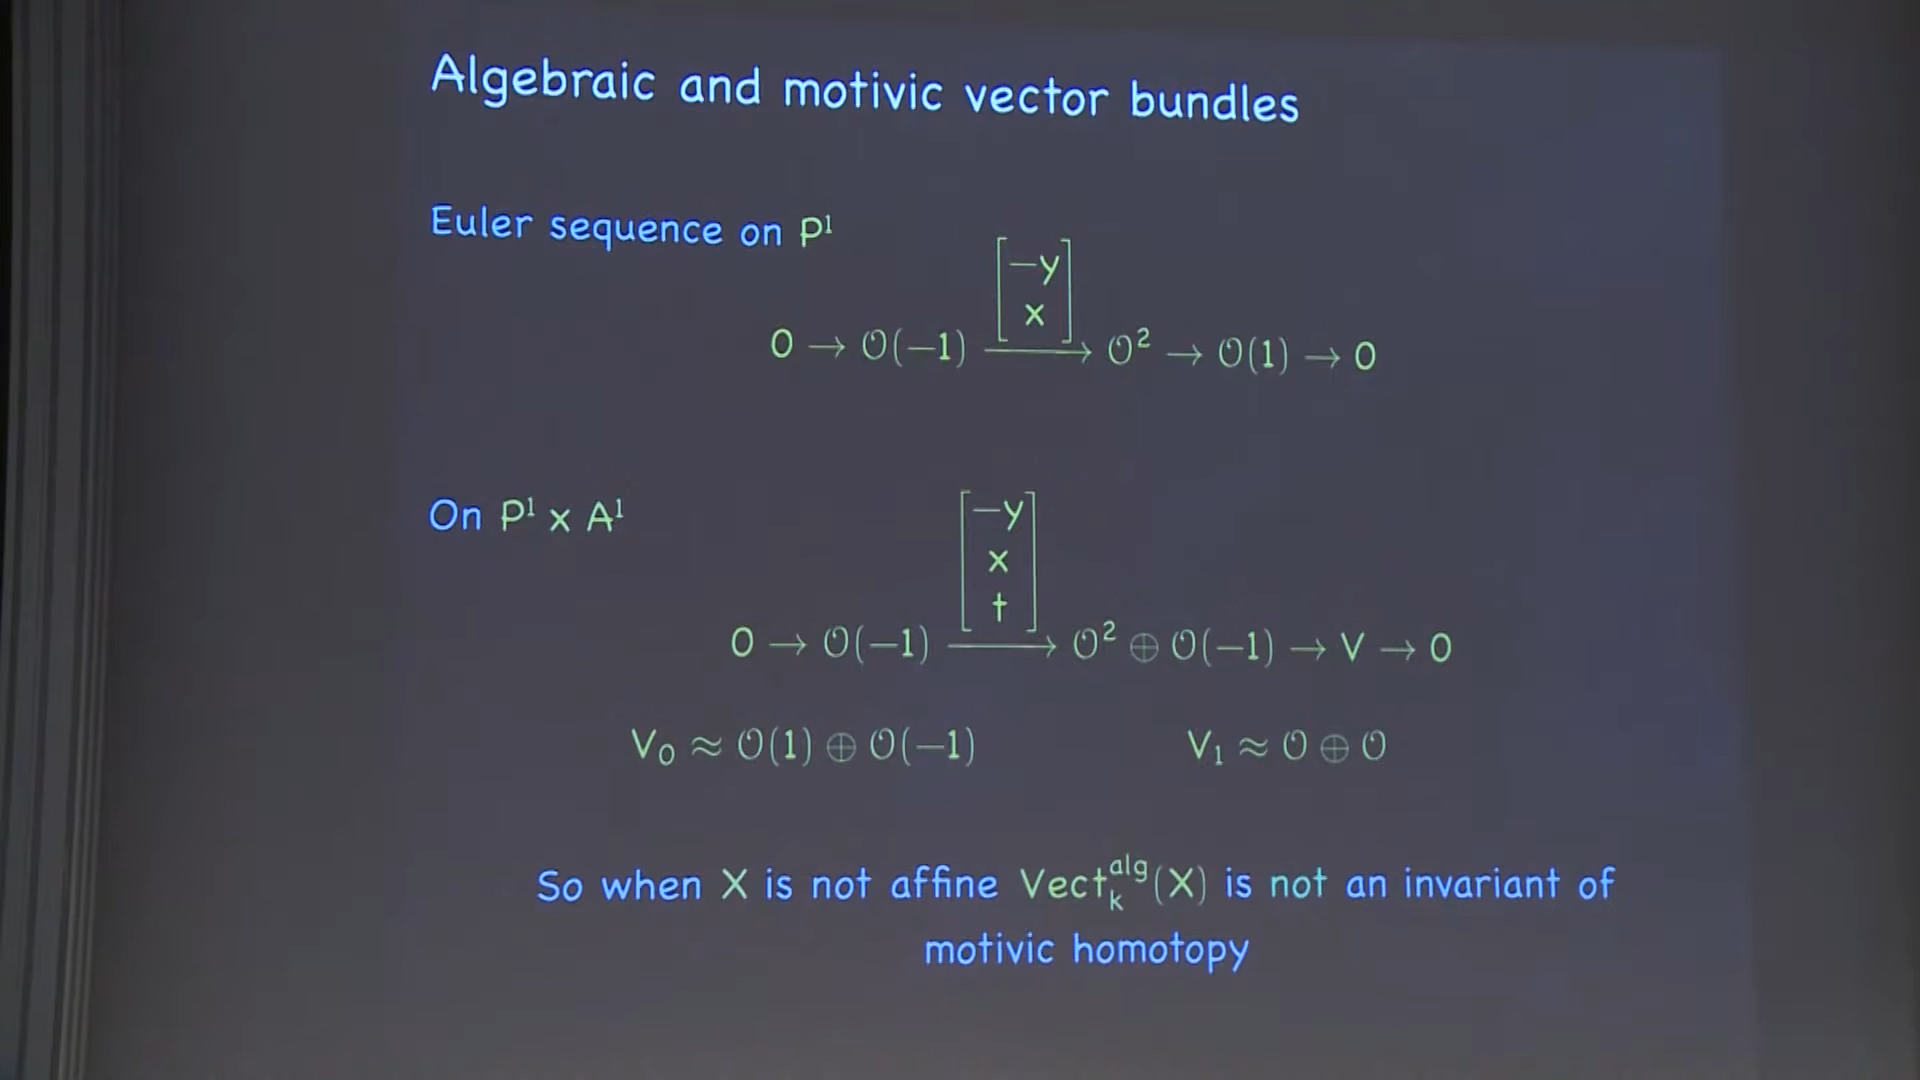 Algebraic and motivic vector bundles
Euler sequence on P¹
[−y
x]
0 → O(−1) → O² → O(1) → 0
On P¹ x A¹
[−y
x
t]
0 → O(−1) → O² ⊕ O(−1) → V → 0
V₀ ≈ O(1) ⊕ O(−1) V₁ ≈ O ⊕ O
So when X is not affine Vectₖᵃˡᵍ(X) is not an invariant of
motivic homotopy